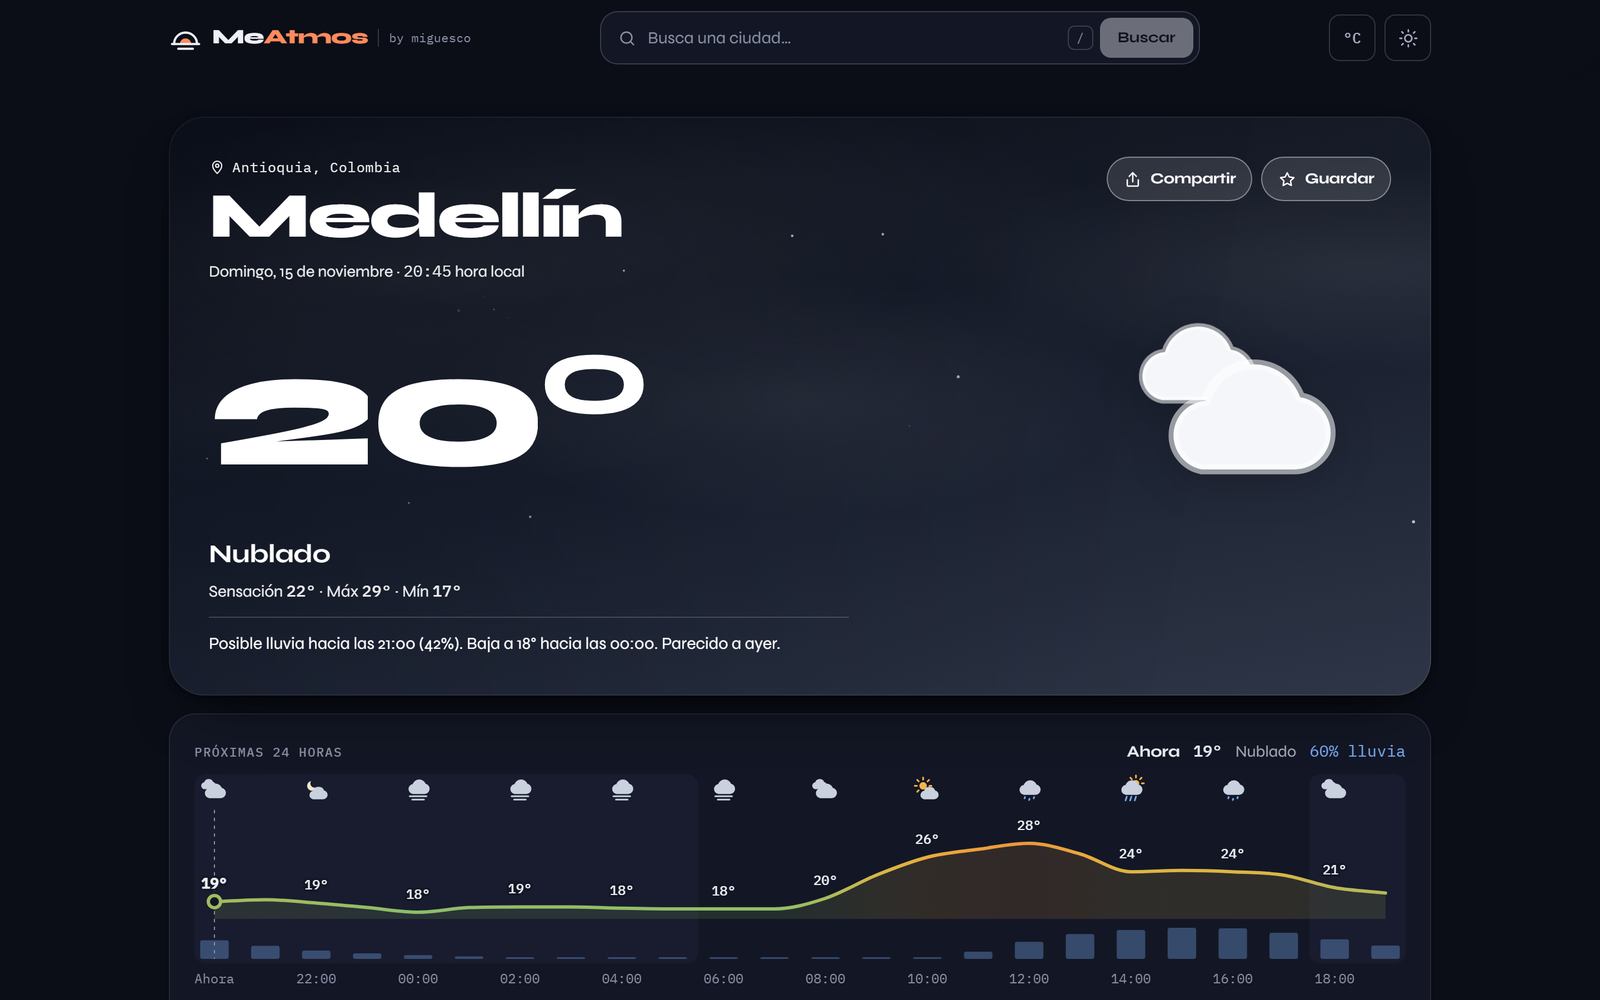 MeAtmos by miguesco
Busca una ciudad...
/
Buscar
°C
Antioquia, Colombia
Compartir
Guardar
Medellín
Domingo, 15 de noviembre · 20:45 hora local
20°
Nublado
Sensación 22° · Máx 29° · Mín 17°
Posible lluvia hacia las 21:00 (42%). Baja a 18° hacia las 00:00. Parecido a ayer.
PRÓXIMAS 24 HORAS
Ahora 19° Nublado 60% lluvia
19° 19° 18° 19° 18° 18° 20° 26° 28° 24° 24° 21°
Ahora 22:00 00:00 02:00 04:00 06:00 08:00 10:00 12:00 14:00 16:00 18:00